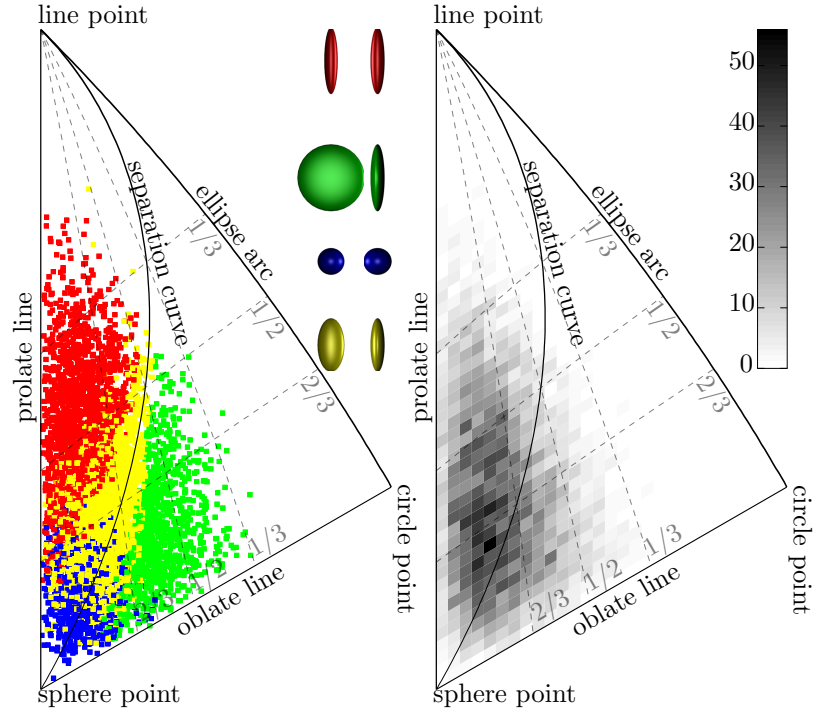 line point
separation curve
ellipse arc
1/3
1/2
2/3
prolate line
circle point
1/3
1/2
2/3
oblate line
sphere point
line point
separation curve
ellipse arc
1/3
1/2
2/3
prolate line
circle point
1/3
1/2
2/3
oblate line
sphere point
50
40
30
20
10
0